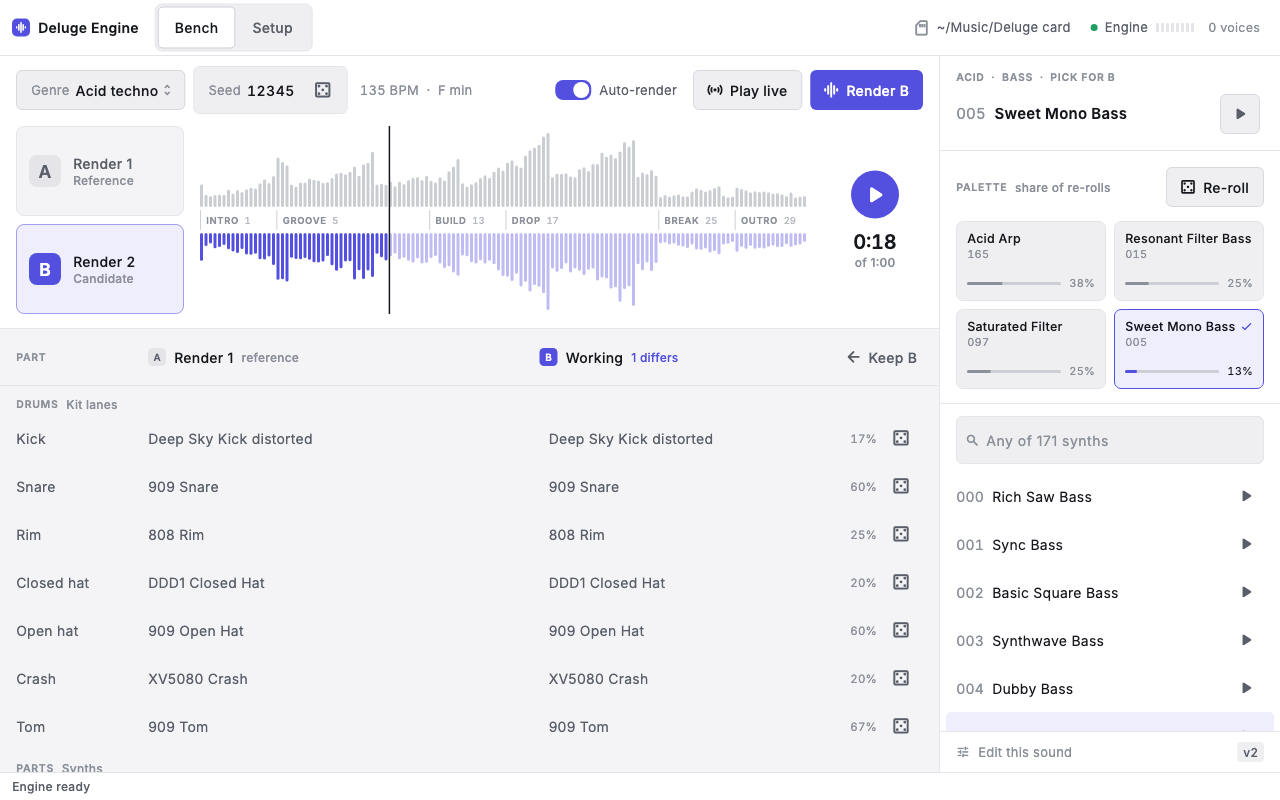 Deluge Engine
Bench
Setup
~/Music/Deluge card
Engine
0 voices
Genre Acid techno
Seed 12345
135 BPM · F min
Auto-render
Play live
Render B
A
Render 1
Reference
B
Render 2
Candidate
INTRO 1
GROOVE 5
BUILD 13
DROP 17
BREAK 25
OUTRO 29
0:18
of 1:00
PART
A Render 1 reference
B Working 1 differs
Keep B
DRUMS Kit lanes
Kick Deep Sky Kick distorted Deep Sky Kick distorted 17%
Snare 909 Snare 909 Snare 60%
Rim 808 Rim 808 Rim 25%
Closed hat DDD1 Closed Hat DDD1 Closed Hat 20%
Open hat 909 Open Hat 909 Open Hat 60%
Crash XV5080 Crash XV5080 Crash 20%
Tom 909 Tom 909 Tom 67%
PARTS Synths
Engine ready
ACID · BASS · PICK FOR B
005 Sweet Mono Bass
PALETTE share of re-rolls
Re-roll
Acid Arp
165
38%
Resonant Filter Bass
015
25%
Saturated Filter
097
25%
Sweet Mono Bass
005
13%
Any of 171 synths
000 Rich Saw Bass
001 Sync Bass
002 Basic Square Bass
003 Synthwave Bass
004 Dubby Bass
Edit this sound
v2